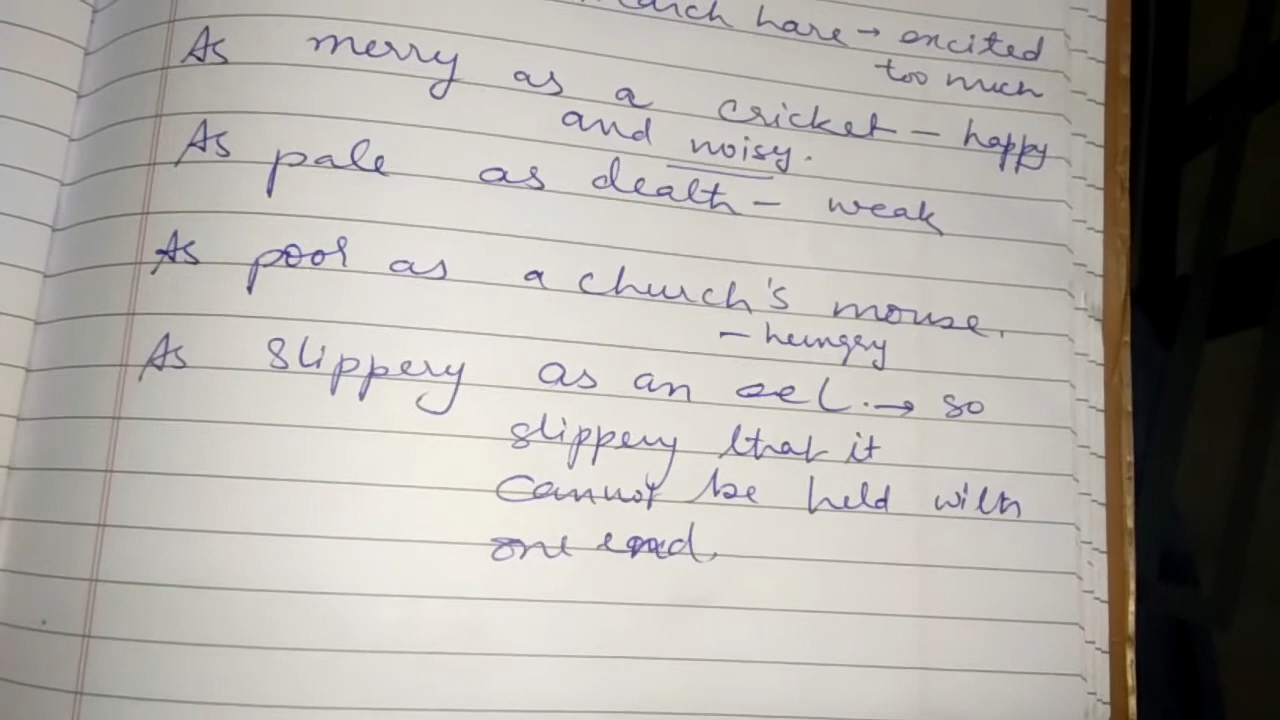 hare → excited
too much
As merry as a cricket – happy
and noisy.
As pale as death – weak
As poor as a church's mouse.
– hungry
As slippery as an eel. → so
slippery that it
cannot be held with
one end.